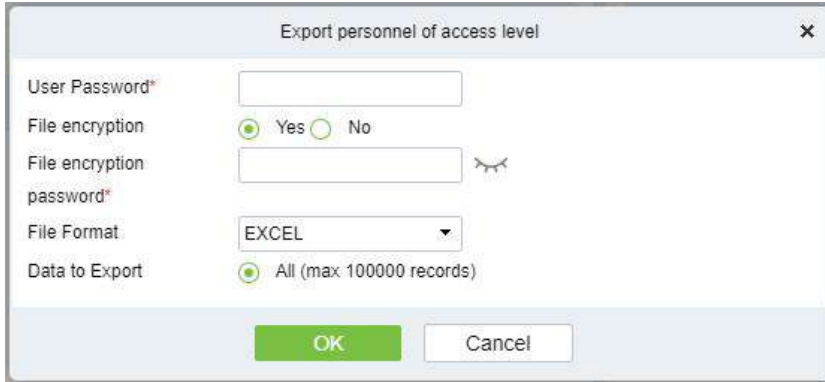 Export personnel of access level
User Password*
File encryption Yes No
File encryption
password*
File Format EXCEL
Data to Export All (max 100000 records)
OK Cancel